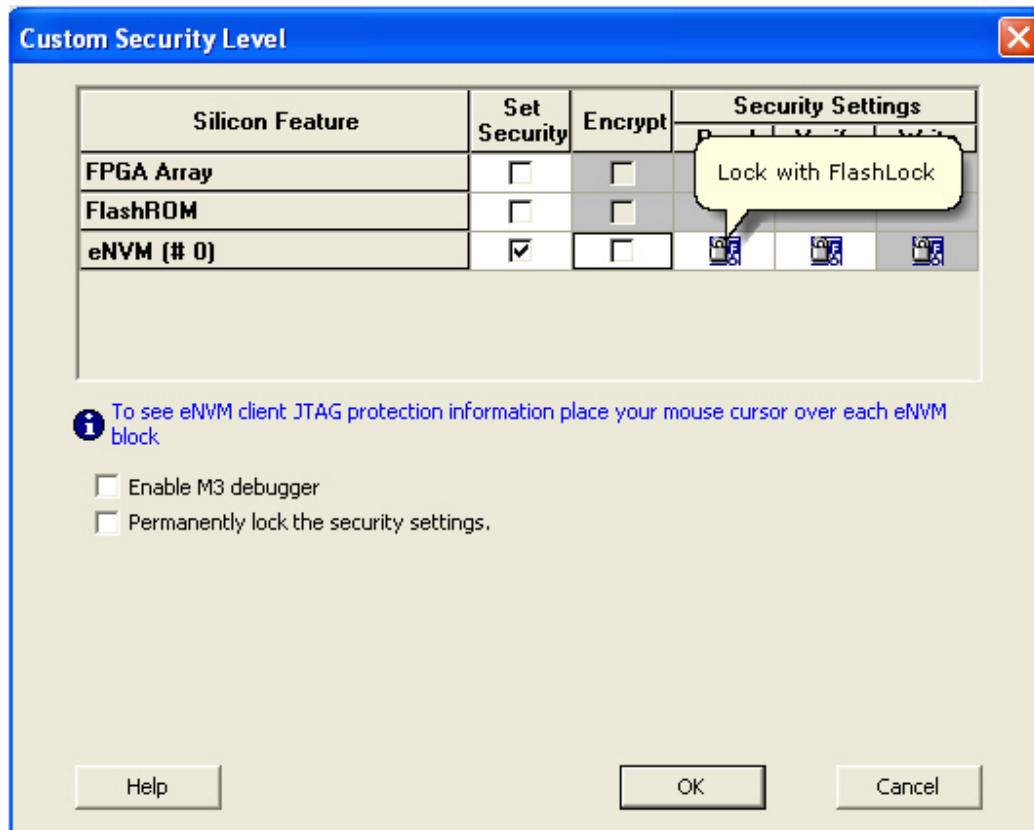 Custom Security Level
Silicon Feature
Set Security
Encrypt
Security Settings
Lock with FlashLock
FPGA Array
FlashROM
eNVM (# 0)
To see eNVM client JTAG protection information place your mouse cursor over each eNVM
block
Enable M3 debugger
Permanently lock the security settings.
Help
OK
Cancel